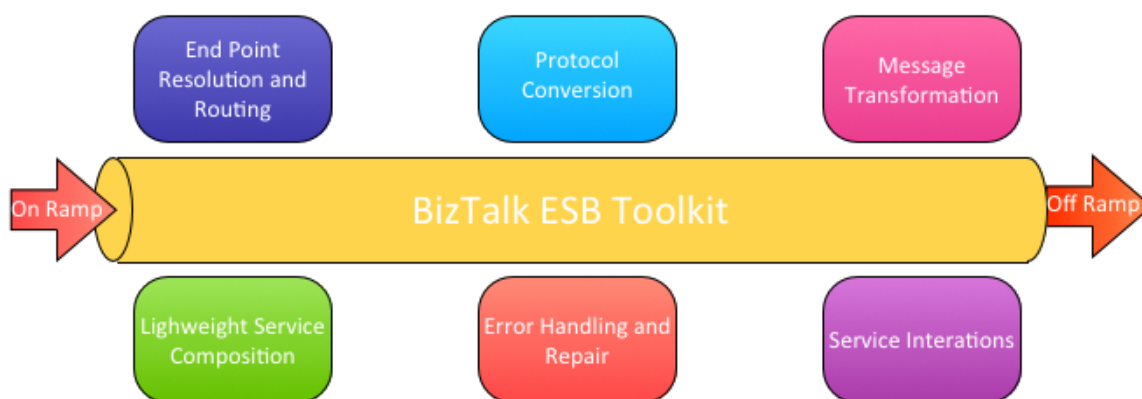 End Point
Resolution and
Routing
Protocol
Conversion
Message
Transformation
On Ramp
BizTalk ESB Toolkit
Off Ramp
Lighweight Service
Composition
Error Handling and
Repair
Service Interations